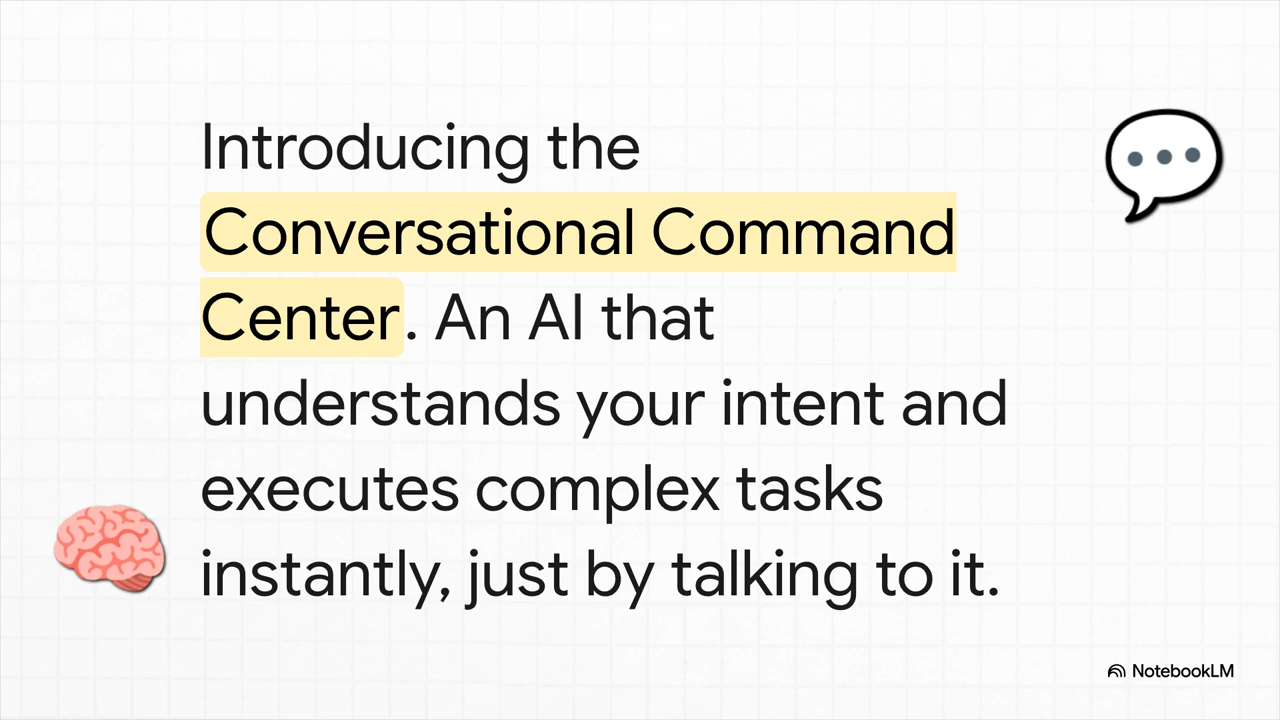 Introducing the
Conversational Command
Center. An AI that
understands your intent and
executes complex tasks
instantly, just by talking to it.
NotebookLM